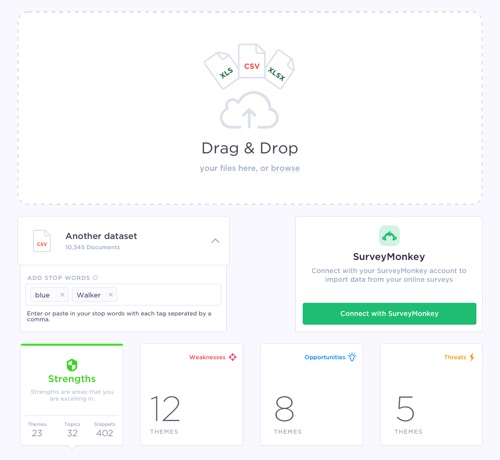 XLS
CSV
XLSX
Drag & Drop
your files here, or browse
CSV
Another dataset
10,345 Documents
ADD STOP WORDS
blue ×
Walker ×
Enter or paste in your stop words with each tag seperated by a
comma.
SurveyMonkey
Connect with your SurveyMonkey account to
import data from your online surveys
Connect with SurveyMonkey
Strengths
Strengths are areas that you
are excelling in.
Themes Topics Snippets
23 32 402
Weaknesses
12
THEMES
Opportunities
8
THEMES
Threats
5
THEMES